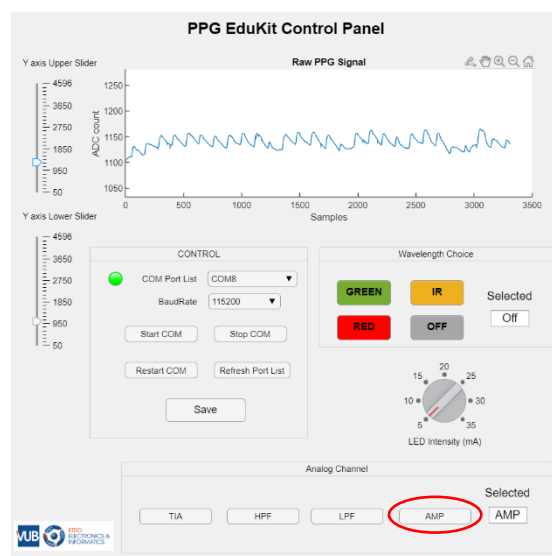 PPG EduKit Control Panel
Y axis Upper Slider
4596
3650
2750
1850
950
50
Raw PPG Signal
ADC count
1250
1200
1150
1100
1050
0 500 1000 1500 2000 2500 3000 3500
Samples
Y axis Lower Slider
4596
3650
2750
1850
950
50
CONTROL
COM Port List COM8
BaudRate 115200
Start COM Stop COM
Restart COM Refresh Port List
Save
Wavelength Choice
GREEN IR
RED OFF
Selected
Off
5 10 15 20 25 30 35
LED Intensity (mA)
Analog Channel
TIA HPF LPF AMP
Selected
AMP
VUB
ETRO
ELECTRONICS &
INFORMATICS